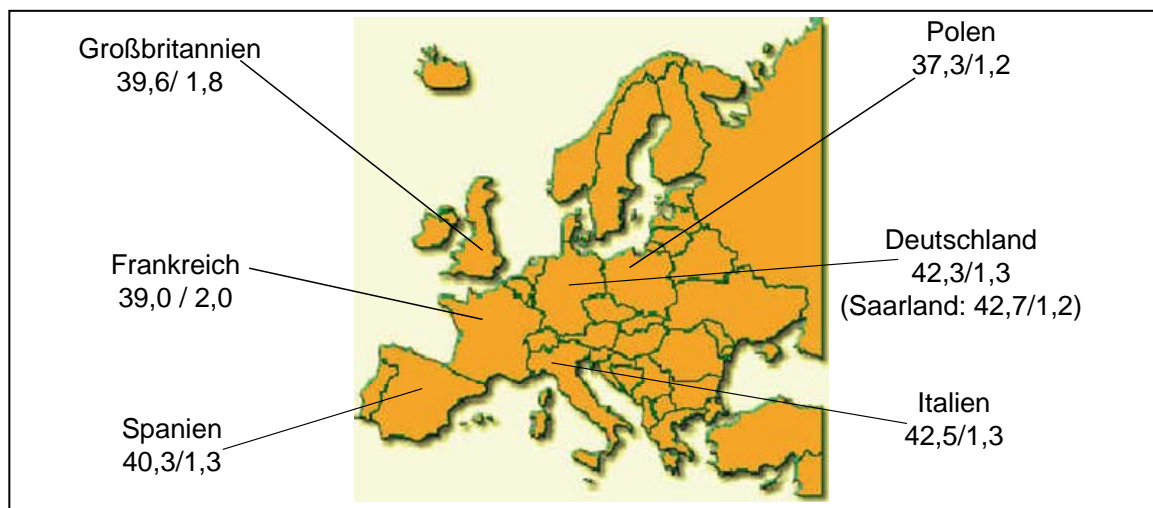 Großbritannien
39,6/ 1,8
Polen
37,3/1,2
Frankreich
39,0 / 2,0
Deutschland
42,3/1,3
(Saarland: 42,7/1,2)
Spanien
40,3/1,3
Italien
42,5/1,3